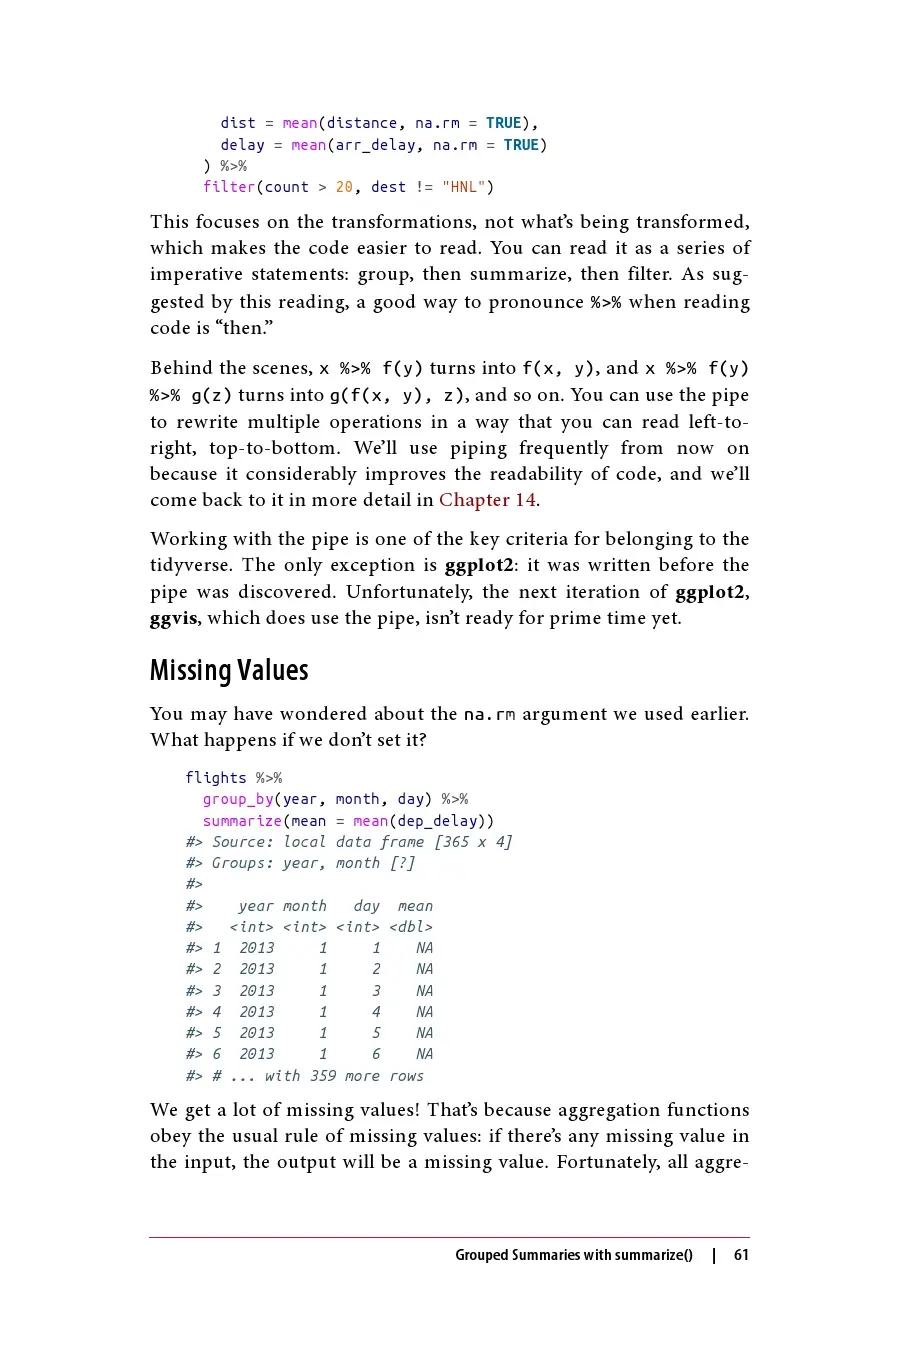 dist = mean(distance, na.rm = TRUE),
delay = mean(arr_delay, na.rm = TRUE)
) %>%
filter(count > 20, dest != "HNL")
This focuses on the transformations, not what’s being transformed,
which makes the code easier to read. You can read it as a series of
imperative statements: group, then summarize, then filter. As sug-
gested by this reading, a good way to pronounce %>% when reading
code is “then.”
Behind the scenes, x %>% f(y) turns into f(x, y), and x %>% f(y)
%>% g(z) turns into g(f(x, y), z), and so on. You can use the pipe
to rewrite multiple operations in a way that you can read left-to-
right, top-to-bottom. We’ll use piping frequently from now on
because it considerably improves the readability of code, and we’ll
come back to it in more detail in Chapter 14.
Working with the pipe is one of the key criteria for belonging to the
tidyverse. The only exception is ggplot2: it was written before the
pipe was discovered. Unfortunately, the next iteration of ggplot2,
ggvis, which does use the pipe, isn’t ready for prime time yet.
Missing Values
You may have wondered about the na.rm argument we used earlier.
What happens if we don’t set it?
flights %>%
group_by(year, month, day) %>%
summarize(mean = mean(dep_delay))
#> Source: local data frame [365 x 4]
#> Groups: year, month [?]
#>
#>    year month   day  mean
#>   <int> <int> <int> <dbl>
#> 1  2013     1     1    NA
#> 2  2013     1     2    NA
#> 3  2013     1     3    NA
#> 4  2013     1     4    NA
#> 5  2013     1     5    NA
#> 6  2013     1     6    NA
#> # ... with 359 more rows
We get a lot of missing values! That’s because aggregation functions
obey the usual rule of missing values: if there’s any missing value in
the input, the output will be a missing value. Fortunately, all aggre-
Grouped Summaries with summarize() | 61